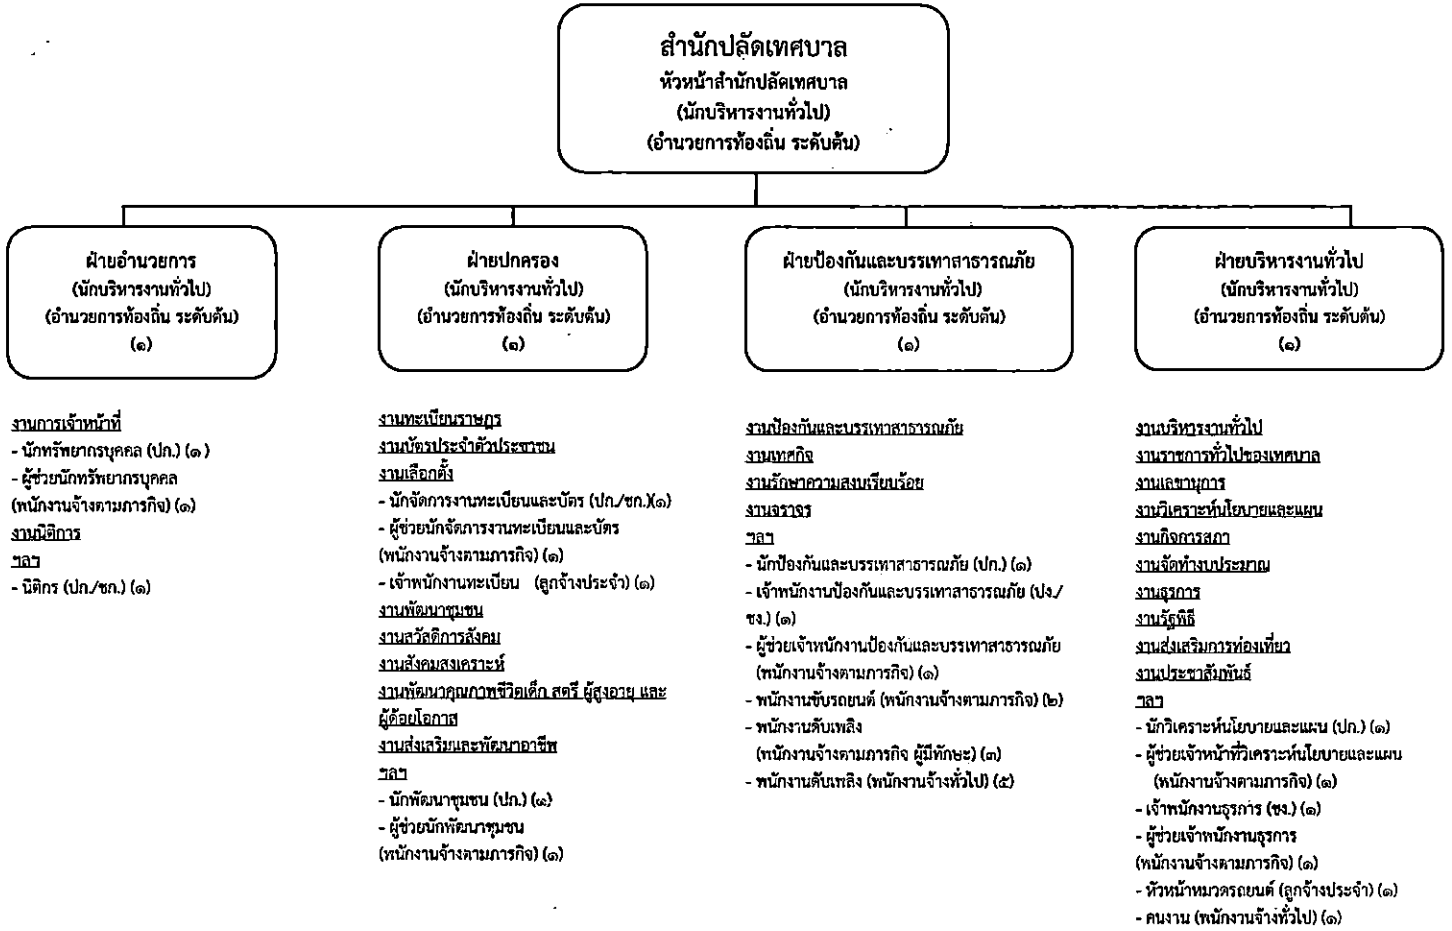 สำนักปลัดเทศบาล
หัวหน้าสำนักปลัดเทศบาล
(นักบริหารงานทั่วไป)
(อำนวยการท้องถิ่น ระดับต้น)
ฝ่ายอำนวยการ
(นักบริหารงานทั่วไป)
(อำนวยการท้องถิ่น ระดับต้น)
(๑)
งานการเจ้าหน้าที่
- นักทรัพยากรบุคคล (ปก.) (๑ )
- ผู้ช่วยนักทรัพยากรบุคคล
(พนักงานจ้างตามภารกิจ) (๑)
งานนิติการ
ฯลฯ
- นิติกร (ปก./ชก.) (๑)
ฝ่ายปกครอง
(นักบริหารงานทั่วไป)
(อำนวยการท้องถิ่น ระดับต้น)
(๑)
งานทะเบียนราษฎร
งานบัตรประจำตัวประชาชน
งานเลือกตั้ง
- นักจัดการงานทะเบียนและบัตร (ปก./ชก.)(๑)
- ผู้ช่วยนักจัดการงานทะเบียนและบัตร
(พนักงานจ้างตามภารกิจ) (๑)
- เจ้าพนักงานทะเบียน (ลูกจ้างประจำ) (๑)
งานพัฒนาชุมชน
งานสวัสดิการสังคม
งานสังคมสงเคราะห์
งานพัฒนาคุณภาพชีวิตเด็ก สตรี ผู้สูงอายุ และ
ผู้ด้อยโอกาส
งานส่งเสริมและพัฒนาอาชีพ
ฯลฯ
- นักพัฒนาชุมชน (ปก.) (๑)
- ผู้ช่วยนักพัฒนาชุมชน
(พนักงานจ้างตามภารกิจ) (๑)
ฝ่ายป้องกันและบรรเทาสาธารณภัย
(นักบริหารงานทั่วไป)
(อำนวยการท้องถิ่น ระดับต้น)
(๑)
งานป้องกันและบรรเทาสาธารณภัย
งานเทศกิจ
งานรักษาความสงบเรียบร้อย
งานจราจร
ฯลฯ
- นักป้องกันและบรรเทาสาธารณภัย (ปก.) (๑)
- เจ้าพนักงานป้องกันและบรรเทาสาธารณภัย (ปง./
ชง.) (๑)
- ผู้ช่วยเจ้าพนักงานป้องกันและบรรเทาสาธารณภัย
(พนักงานจ้างตามภารกิจ) (๑)
- พนักงานขับรถยนต์ (พนักงานจ้างตามภารกิจ) (๒)
- พนักงานดับเพลิง
(พนักงานจ้างตามภารกิจ ผู้มีทักษะ) (๓)
- พนักงานดับเพลิง (พนักงานจ้างทั่วไป) (๕)
ฝ่ายบริหารงานทั่วไป
(นักบริหารงานทั่วไป)
(อำนวยการท้องถิ่น ระดับต้น)
(๑)
งานบริหารงานทั่วไป
งานราชการทั่วไปของเทศบาล
งานเลขานุการ
งานวิเคราะห์นโยบายและแผน
งานกิจการสภา
งานจัดทำงบประมาณ
งานธุรการ
งานรัฐพิธี
งานส่งเสริมการท่องเที่ยว
งานประชาสัมพันธ์
ฯลฯ
- นักวิเคราะห์นโยบายและแผน (ปก.) (๑)
- ผู้ช่วยเจ้าหน้าที่วิเคราะห์นโยบายและแผน
(พนักงานจ้างตามภารกิจ) (๑)
- เจ้าพนักงานธุรการ (ชง.) (๑)
- ผู้ช่วยเจ้าพนักงานธุรการ
(พนักงานจ้างตามภารกิจ) (๑)
- หัวหน้าหมวดรถยนต์ (ลูกจ้างประจำ) (๑)
- คนงาน (พนักงานจ้างทั่วไป) (๑)